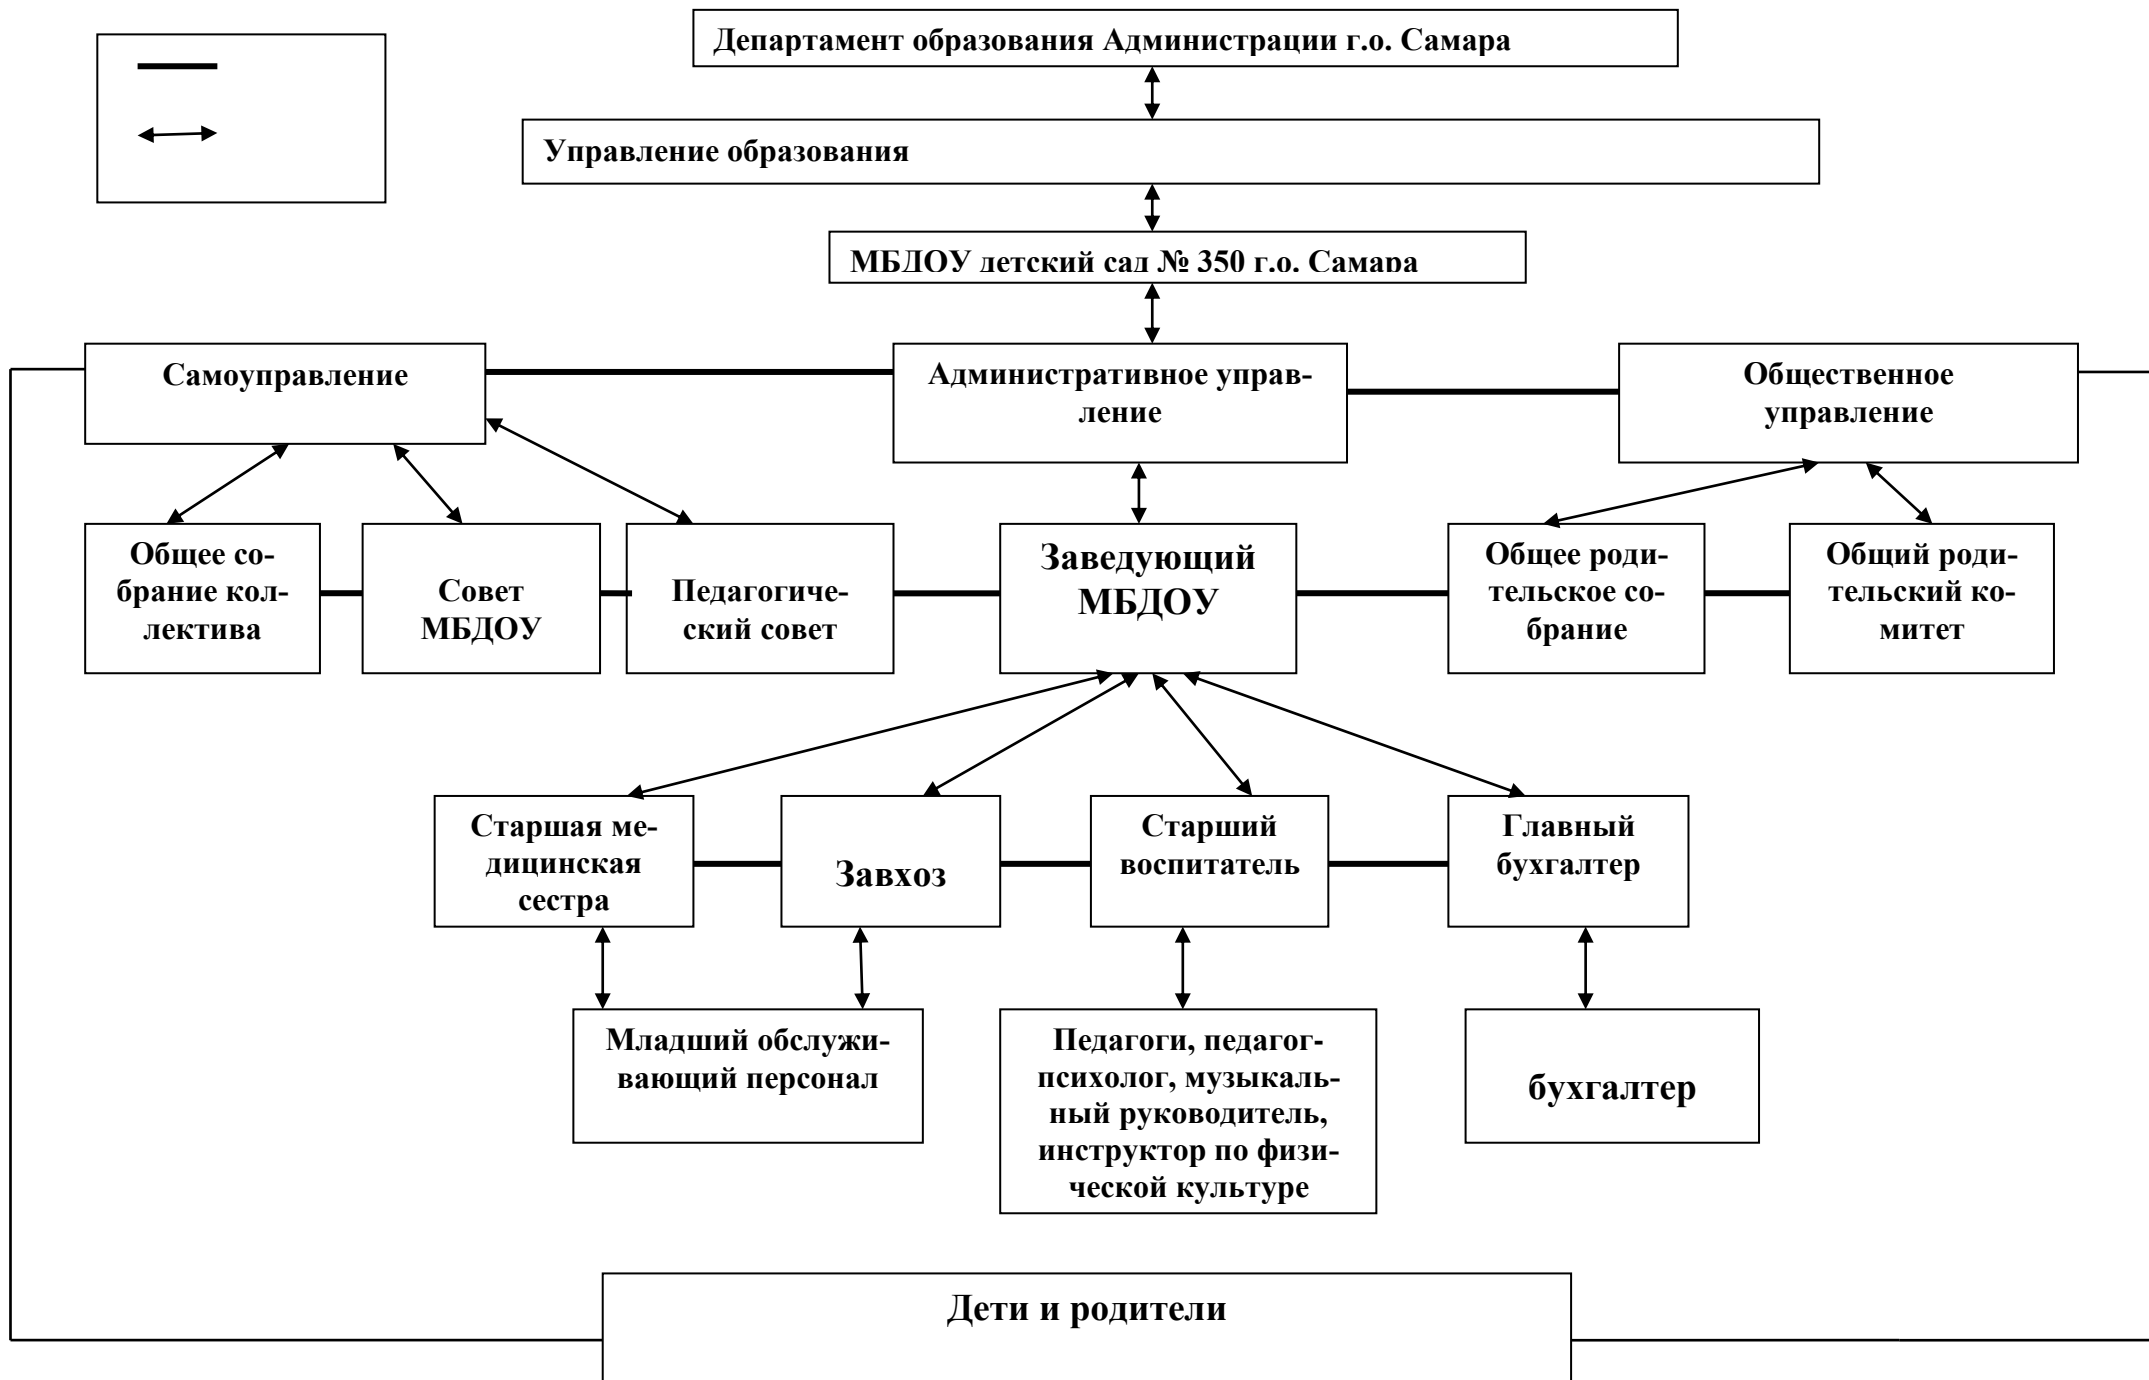 Департамент образования Администрации г.о. Самара
Управление образования
МБДОУ детский сад № 350 г.о. Самара
Самоуправление
Административное управ-
ление
Общественное
управление
Общее со-
брание кол-
лектива
Совет
МБДОУ
Педагогиче-
ский совет
Заведующий
МБДОУ
Общее роди-
тельское со-
брание
Общий роди-
тельский ко-
митет
Старшая ме-
дицинская
сестра
Завхоз
Старший
воспитатель
Главный
бухгалтер
Младший обслужи-
вающий персонал
Педагоги, педагог-
психолог, музыкаль-
ный руководитель,
инструктор по физи-
ческой культуре
бухгалтер
Дети и родители